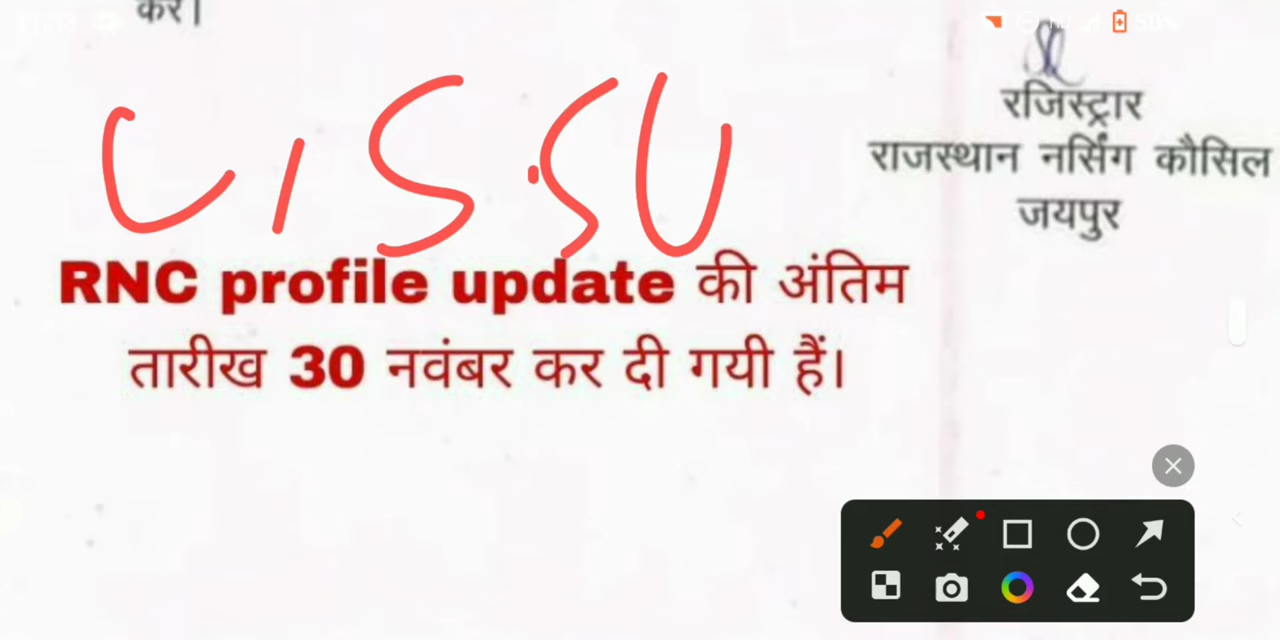 करें।
रजिस्ट्रार
राजस्थान नर्सिंग कौसिल
जयपुर
RNC profile update की अंतिम
तारीख 30 नवंबर कर दी गयी हैं।